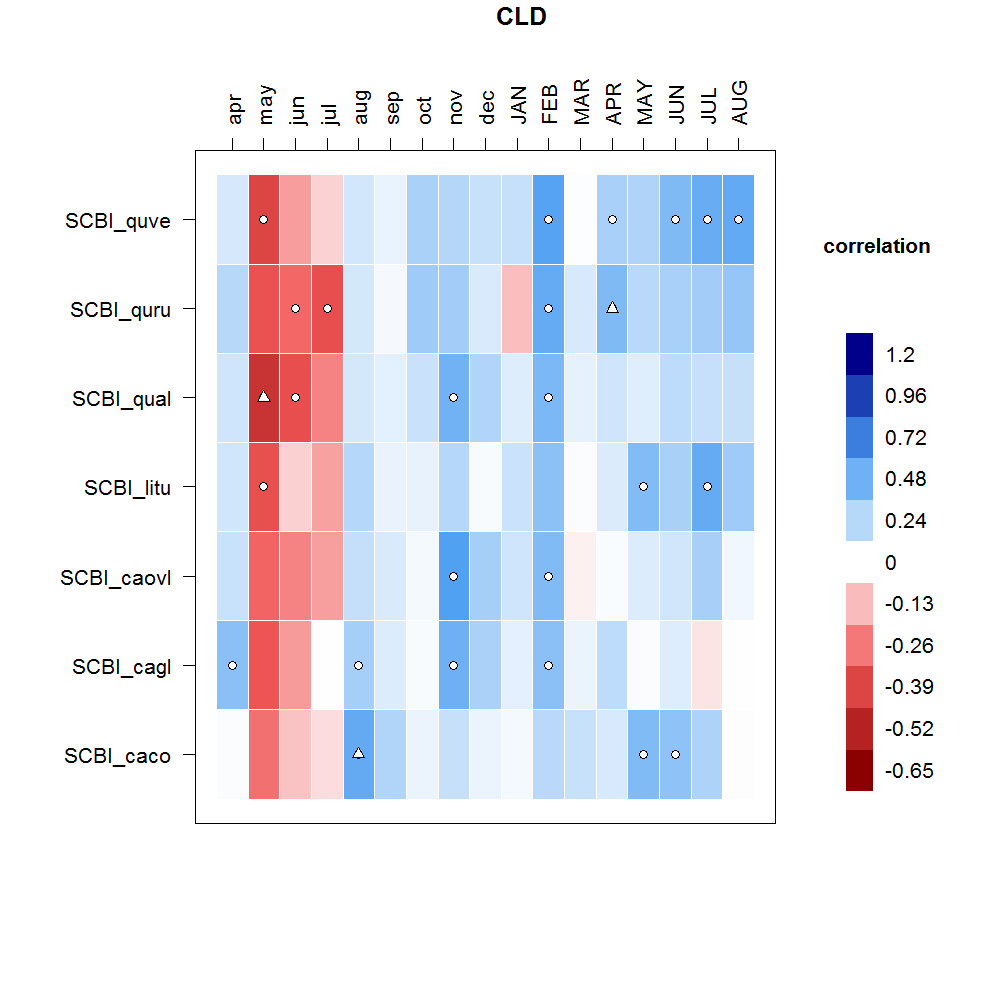 CLD
apr may jun jul aug sep oct nov dec JAN FEB MAR APR MAY JUN JUL AUG
SCBI_quve
SCBI_quru
SCBI_qual
SCBI_litu
SCBI_caovl
SCBI_cagl
SCBI_caco
correlation
1.2
0.96
0.72
0.48
0.24
0
-0.13
-0.26
-0.39
-0.52
-0.65